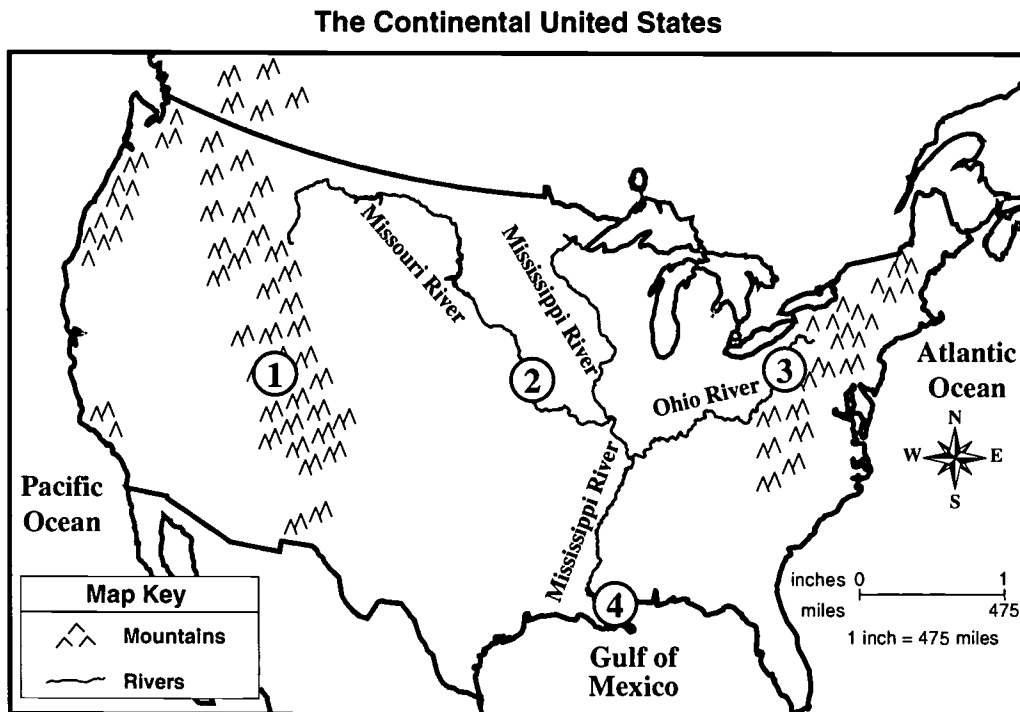 The Continental United States
Missouri River
Mississippi River
1
2
3
Ohio River
Atlantic
Ocean
N
W
E
S
Pacific
Ocean
Mississippi River
4
Gulf of
Mexico
Map Key
Mountains
Rivers
inches 0 1
miles 475
1 inch = 475 miles